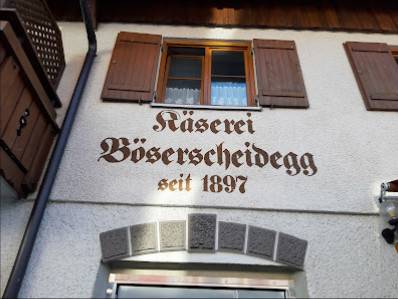 Käserei
Böserscheidegg
seit 1897